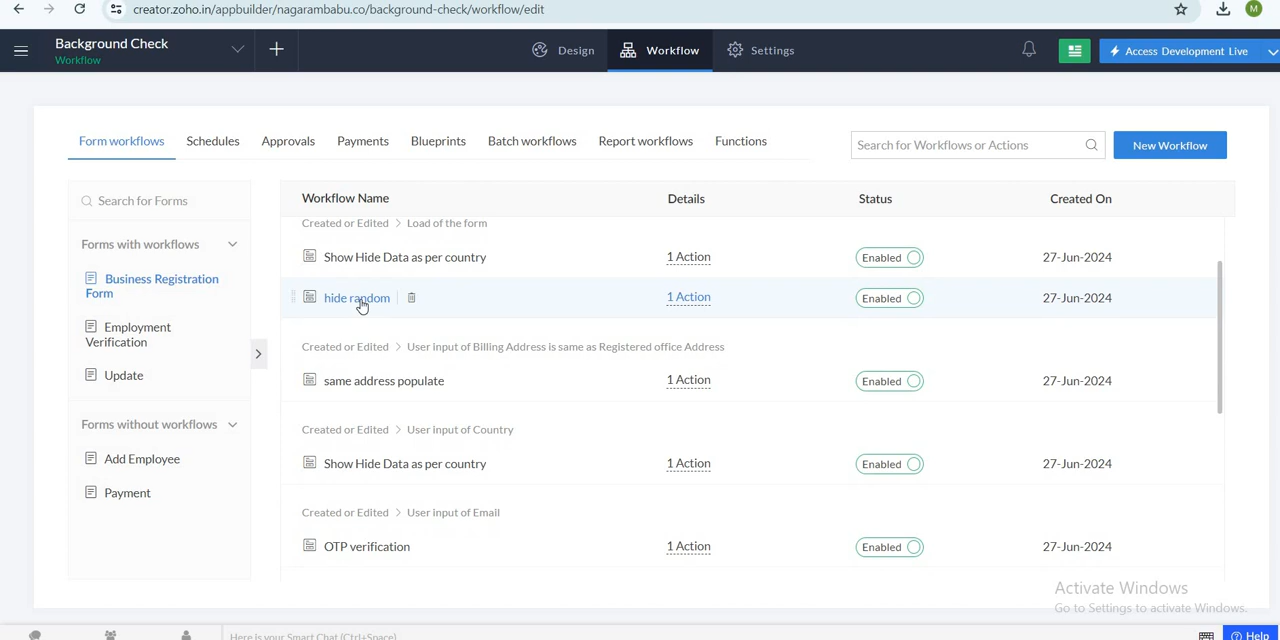 creator.zoho.in/appbuilder/nagarambabu.co/background-check/workflow/edit
M
Background Check
Workflow
Design
Workflow
Settings
Access Development Live
Form workflows
Schedules
Approvals
Payments
Blueprints
Batch workflows
Report workflows
Functions
Search for Workflows or Actions
New Workflow
Search for Forms
Forms with workflows
Business Registration
Form
Employment
Verification
Update
Forms without workflows
Add Employee
Payment
Workflow Name Details Status Created On
Created or Edited > Load of the form
Show Hide Data as per country 1 Action Enabled 27-Jun-2024
hide random 1 Action Enabled 27-Jun-2024
Created or Edited > User input of Billing Address is same as Registered office Address
same address populate 1 Action Enabled 27-Jun-2024
Created or Edited > User input of Country
Show Hide Data as per country 1 Action Enabled 27-Jun-2024
Created or Edited > User input of Email
OTP verification 1 Action Enabled 27-Jun-2024
Activate Windows
Go to Settings to activate Windows.
Here is your Smart Chat (Ctrl+Space)
Help